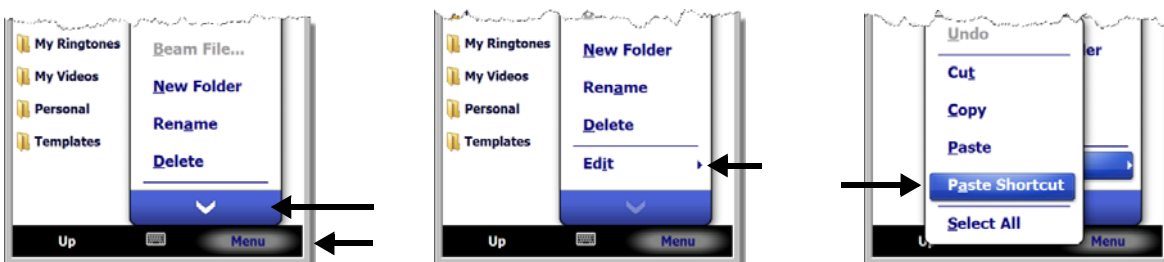 My Ringtones
My Videos
Personal
Templates
Beam File...
New Folder
Rename
Delete
Up
Menu
My Ringtones
My Videos
Personal
Templates
New Folder
Rename
Delete
Edit
Up
Menu
Undo
Cut
Copy
Paste
Paste Shortcut
Select All
er
U
Menu